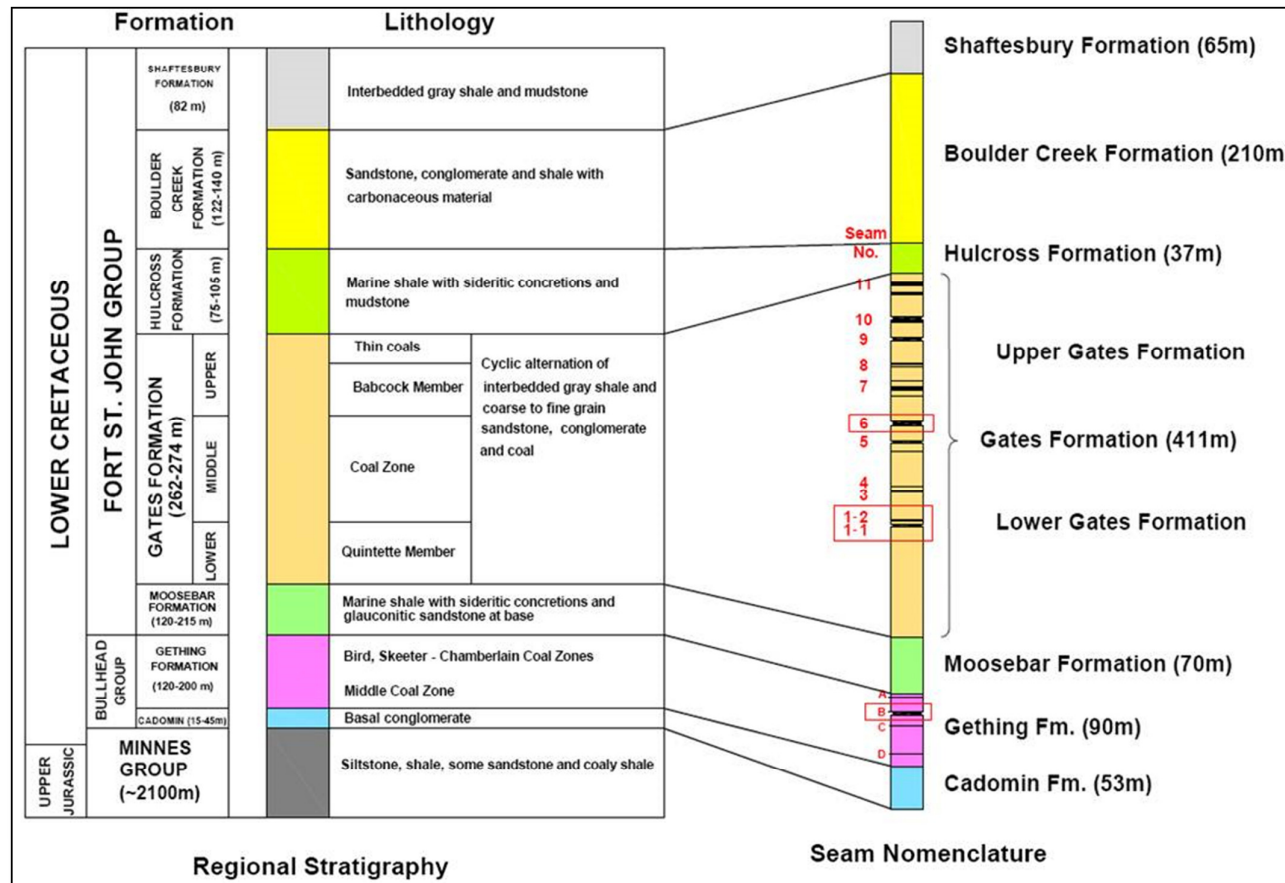 Formation
Lithology
LOWER CRETACEOUS
UPPER
JURASSIC
FORT ST. JOHN GROUP
BULLHEAD
GROUP
SHAFTESBURY
FORMATION
(82 m)
Interbedded gray shale and mudstone
BOULDER
CREEK
FORMATION
(122-140 m)
Sandstone, conglomerate and shale with
carbonaceous material
HULCROSS
FORMATION
(75-105 m)
Marine shale with sideritic concretions and
mudstone
GATES FORMATION
(262-274 m)
UPPER
MIDDLE
LOWER
Thin coals
Babcock Member
Coal Zone
Quintette Member
Cyclic alternation of
interbedded gray shale and
coarse to fine grain
sandstone, conglomerate
and coal
MOOSEBAR
FORMATION
(120-215 m)
Marine shale with sideritic concretions and
glauconitic sandstone at base
GETHING
FORMATION
(120-200 m)
Bird, Skeeter - Chamberlain Coal Zones
Middle Coal Zone
CADOMIN (15-45m)
Basal conglomerate
MINNES
GROUP
(~2100m)
Siltstone, shale, some sandstone and coaly shale
Regional Stratigraphy
Shaftesbury Formation (65m)
Boulder Creek Formation (210m
Seam
No.
Hulcross Formation (37m)
11
10
9
8
7
6
5
4
3
1-2
1-1
Upper Gates Formation
Gates Formation (411m)
Lower Gates Formation
Moosebar Formation (70m)
A
B
C
D
Gething Fm. (90m)
Cadomin Fm. (53m)
Seam Nomenclature